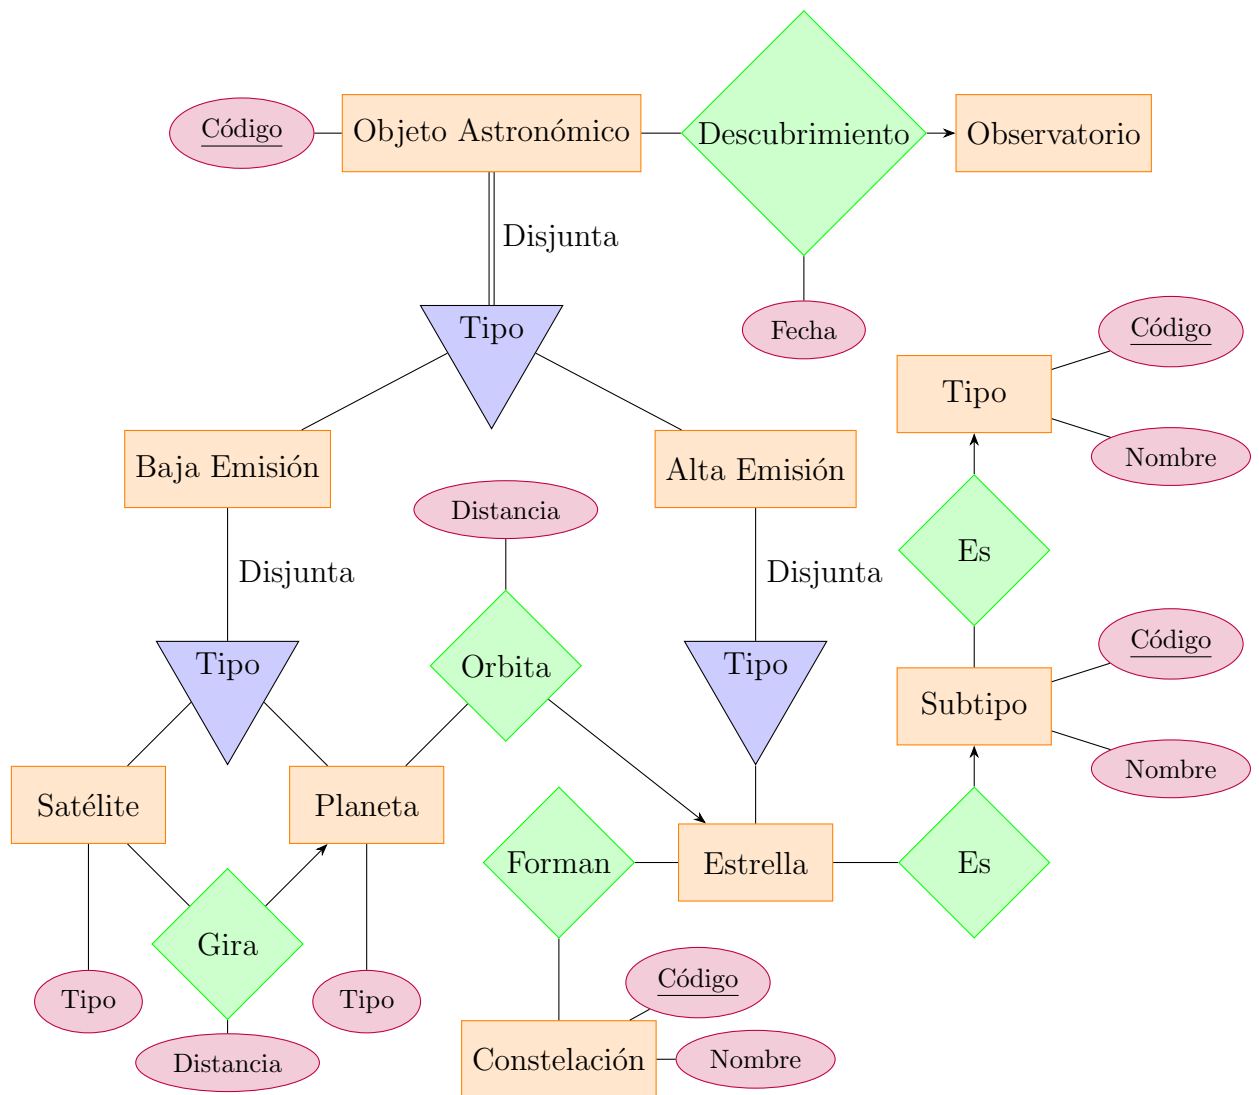 Código
Objeto Astronómico
Descubrimiento
Observatorio
Disjunta
Tipo
Fecha
Código
Tipo
Nombre
Baja Emisión
Alta Emisión
Distancia
Es
Disjunta
Disjunta
Código
Tipo
Orbita
Tipo
Subtipo
Nombre
Satélite
Planeta
Forman
Estrella
Es
Gira
Código
Tipo
Tipo
Distancia
Constelación
Nombre